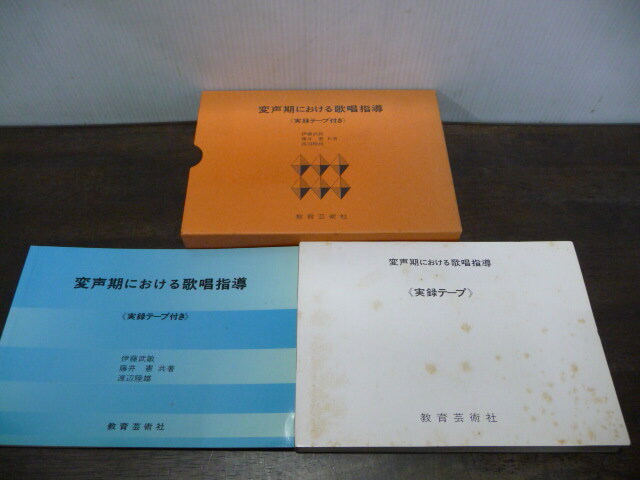 変声期における歌唱指導
《実録テープ付き》
伊藤武敏
藤井 憲 共著
渡辺陸雄
教育芸術社
変声期における歌唱指導
《実録テープ付き》
伊藤武敏
藤井 憲 共著
渡辺陸雄
教育芸術社
変声期における歌唱指導
《実録テープ》
教育芸術社